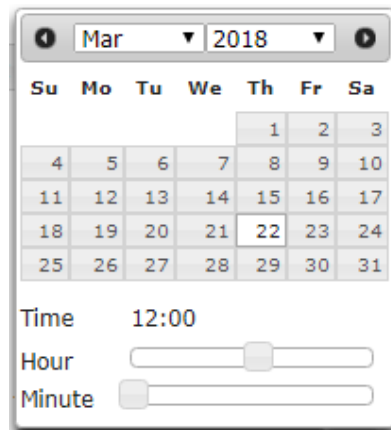 Mar 2018
Su Mo Tu We Th Fr Sa
1 2 3
4 5 6 7 8 9 10
11 12 13 14 15 16 17
18 19 20 21 22 23 24
25 26 27 28 29 30 31
Time 12:00
Hour
Minute